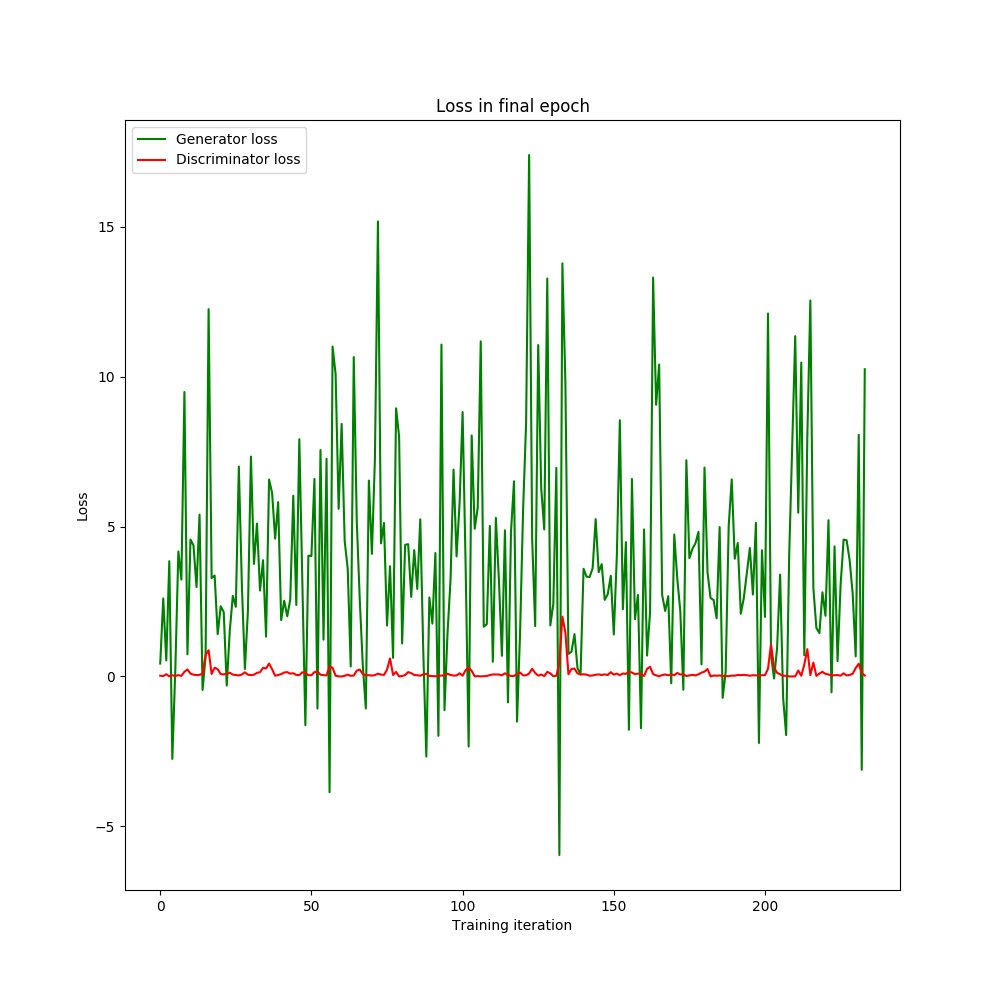 Loss in final epoch
Generator loss
Discriminator loss
Loss
15
10
5
0
−5
0 50 100 150 200
Training iteration